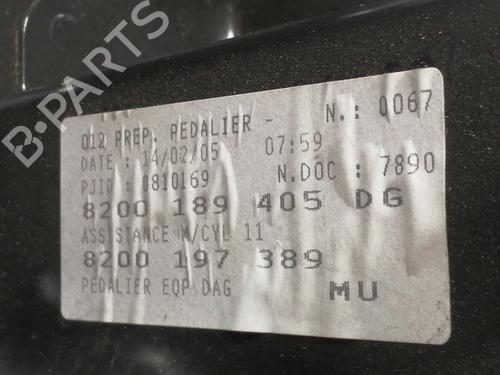 B-PARTS
012 PREP. PEDALIER - N.: 0067
DATE : 14/02/05 07:59
PJIO : 0810169 N.DOC : 7890
8200 189 405 DG
ASSISTANCE M/CYL 11
8200 197 389
PEDALIER EQP DAG MU